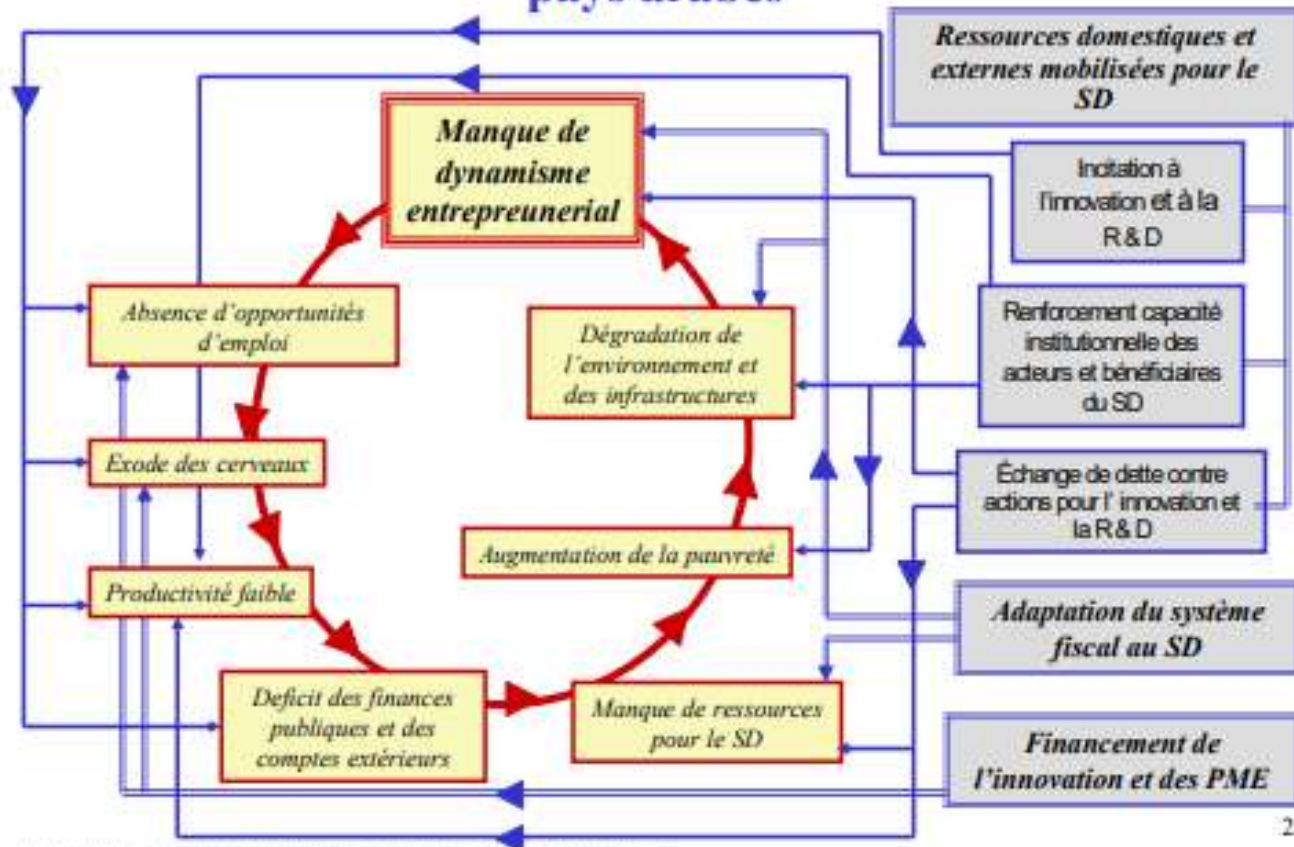 pays arabes
Ressources domestiques et
externes mobilisées pour le
SD
Manque de
dynamisme
entrepreunerial
Incitation à
l'innovation et à la
R & D
Absence d'opportunités
d'emploi
Dégradation de
l'environnement et
des infrastructures
Renforcement capacité
institutionnelle des
acteurs et bénéficiaires
du SD
Exode des cerveaux
Échange de dette contre
actions pour l' innovation et
la R & D
Augmentation de la pauvreté
Productivité faible
Adaptation du système
fiscal au SD
Deficit des finances
publiques et des
comptes extérieurs
Manque de ressources
pour le SD
Financement de
l'innovation et des PME
2